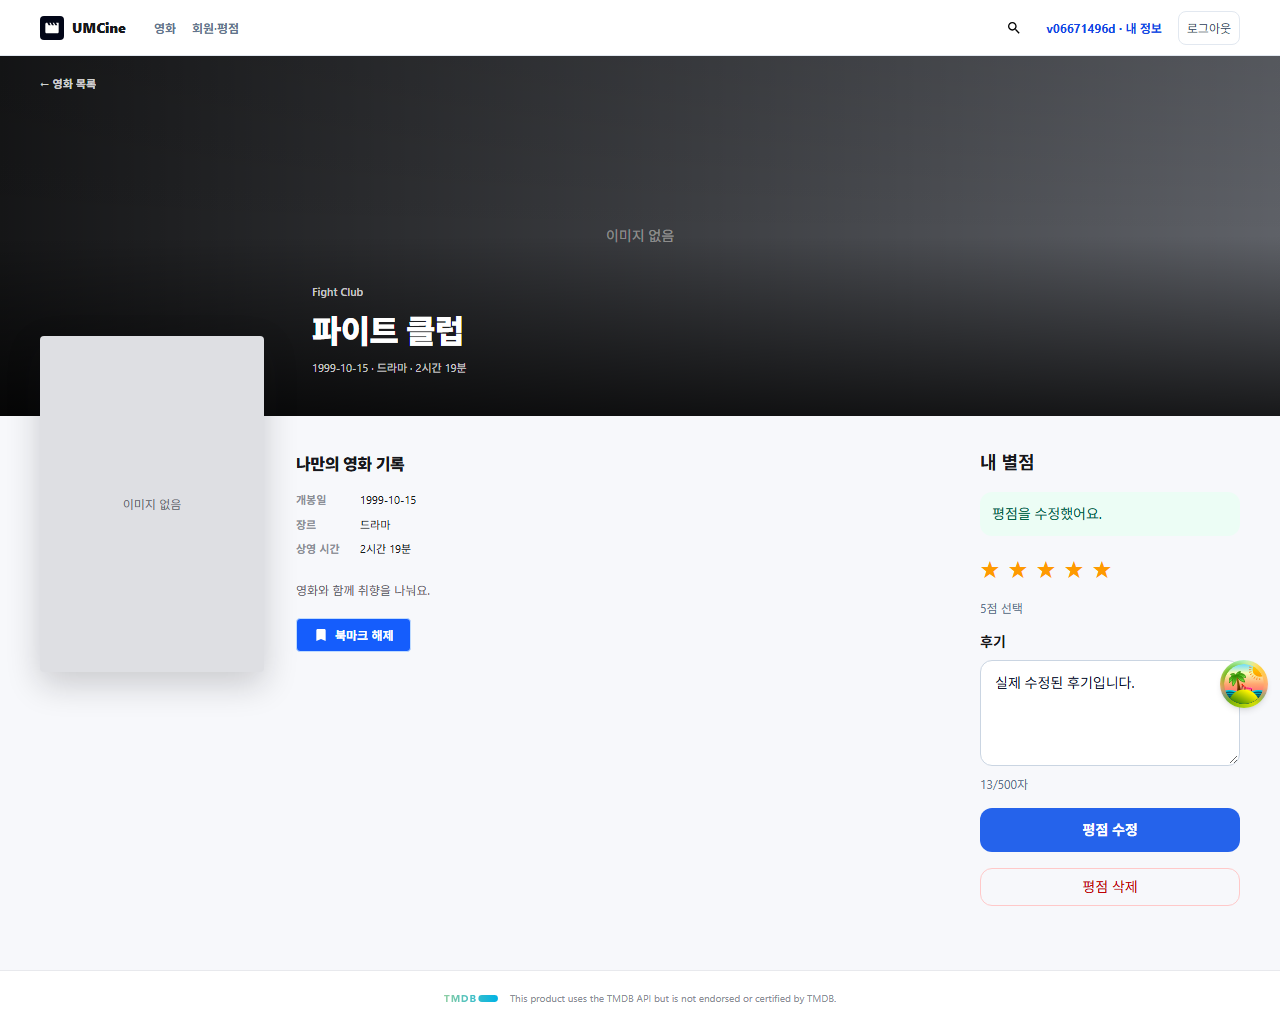 UMCine
영화
회원·평점
v06671496d · 내 정보
로그아웃
← 영화 목록
이미지 없음
Fight Club
파이트 클럽
1999-10-15 · 드라마 · 2시간 19분
이미지 없음
나만의 영화 기록
개봉일 1999-10-15
장르 드라마
상영 시간 2시간 19분
영화와 함께 취향을 나눠요.
북마크 해제
내 별점
평점을 수정했어요.
5점 선택
후기
실제 수정된 후기입니다.
13/500자
평점 수정
평점 삭제
TMDB This product uses the TMDB API but is not endorsed or certified by TMDB.